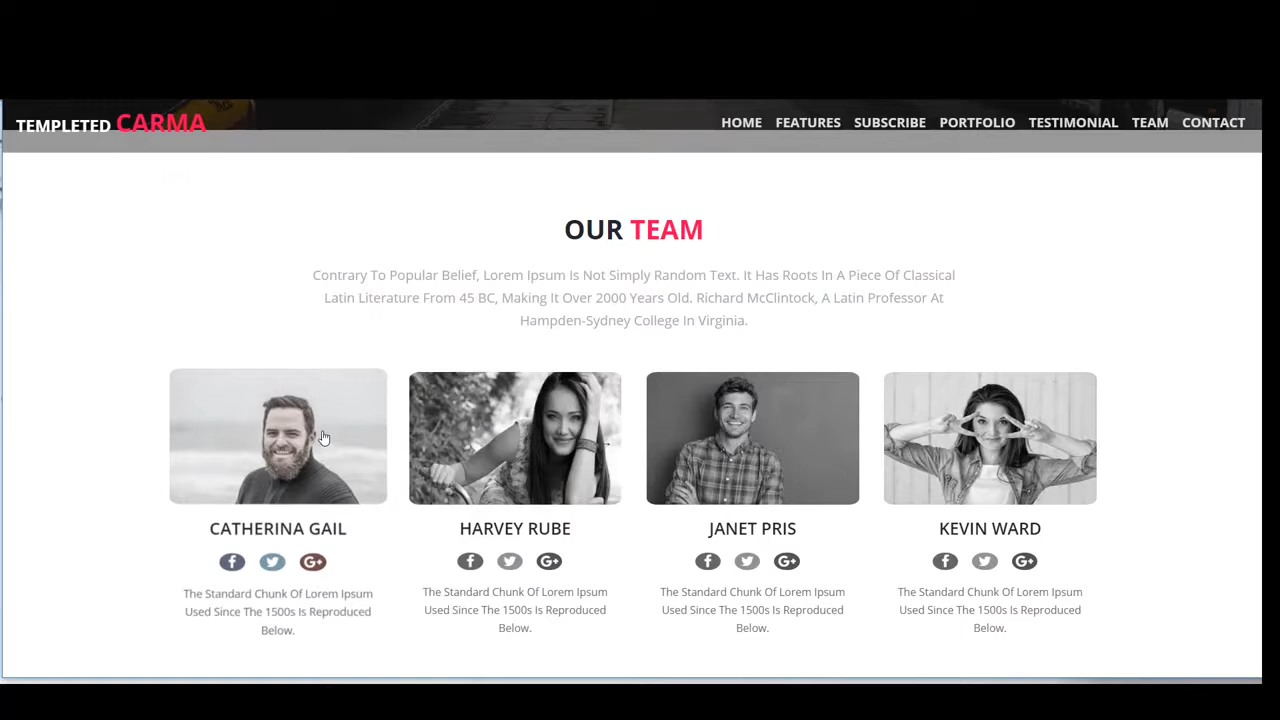 TEMPLETED CARMA
HOME FEATURES SUBSCRIBE PORTFOLIO TESTIMONIAL TEAM CONTACT
OUR TEAM
Contrary To Popular Belief, Lorem Ipsum Is Not Simply Random Text. It Has Roots In A Piece Of Classical
Latin Literature From 45 BC, Making It Over 2000 Years Old. Richard McClintock, A Latin Professor At
Hampden-Sydney College In Virginia.
CATHERINA GAIL
f G+
The Standard Chunk Of Lorem Ipsum
Used Since The 1500s Is Reproduced
Below.
HARVEY RUBE
f G+
The Standard Chunk Of Lorem Ipsum
Used Since The 1500s Is Reproduced
Below.
JANET PRIS
f G+
The Standard Chunk Of Lorem Ipsum
Used Since The 1500s Is Reproduced
Below.
KEVIN WARD
f G+
The Standard Chunk Of Lorem Ipsum
Used Since The 1500s Is Reproduced
Below.